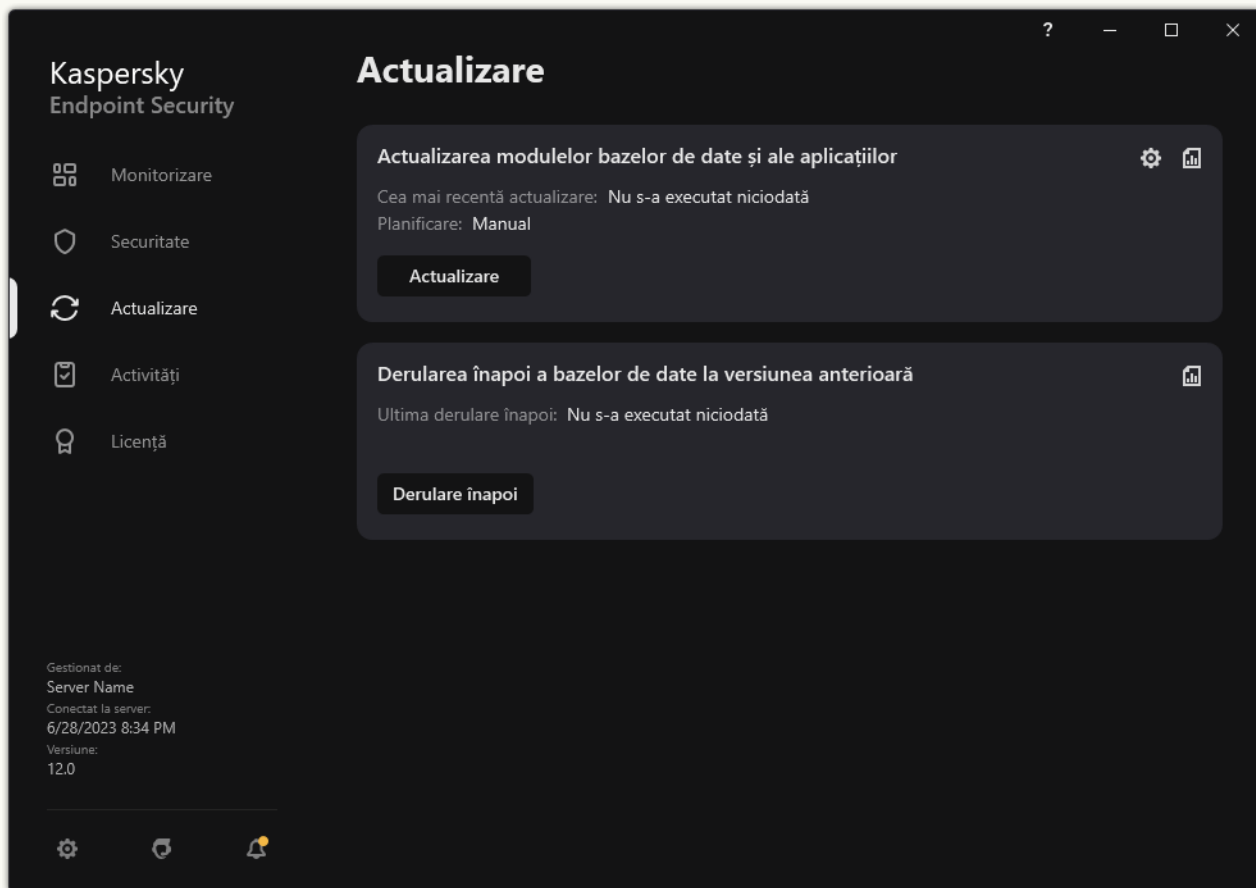 ?
Kaspersky
Endpoint Security
Monitorizare
Securitate
Actualizare
Activități
Licență
Gestionat de:
Server Name
Conectat la server:
6/28/2023 8:34 PM
Versiune:
12.0
Actualizare
Actualizarea modulelor bazelor de date și ale aplicațiilor
Cea mai recentă actualizare: Nu s-a executat niciodată
Planificare: Manual
Actualizare
Derularea înapoi a bazelor de date la versiunea anterioară
Ultima derulare înapoi: Nu s-a executat niciodată
Derulare înapoi